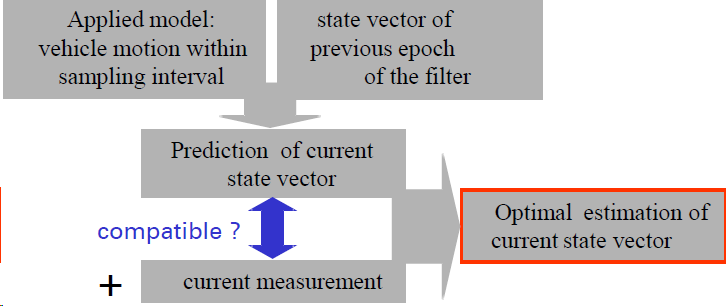 Applied model:
vehicle motion within
sampling interval
state vector of
previous epoch
of the filter
Prediction of current
state vector
compatible ?
+
current measurement
Optimal estimation of
current state vector